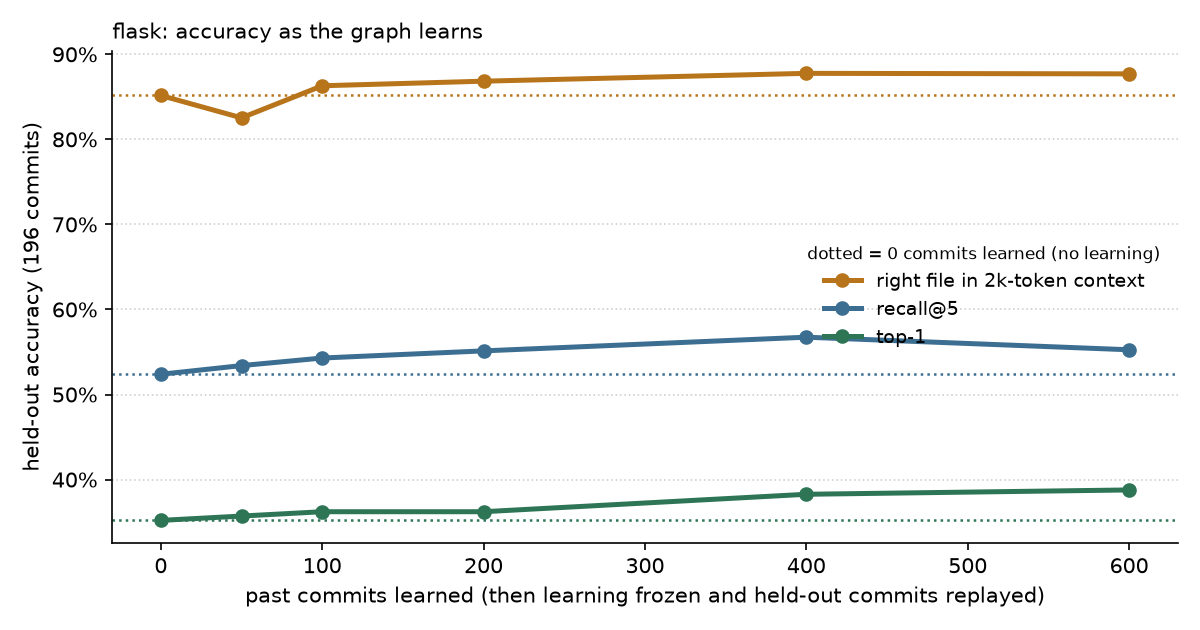 flask: accuracy as the graph learns
90%
80%
70%
60%
50%
40%
held-out accuracy (196 commits)
dotted = 0 commits learned (no learning)
right file in 2k-token context
recall@5
top-1
0 100 200 300 400 500 600
past commits learned (then learning frozen and held-out commits replayed)